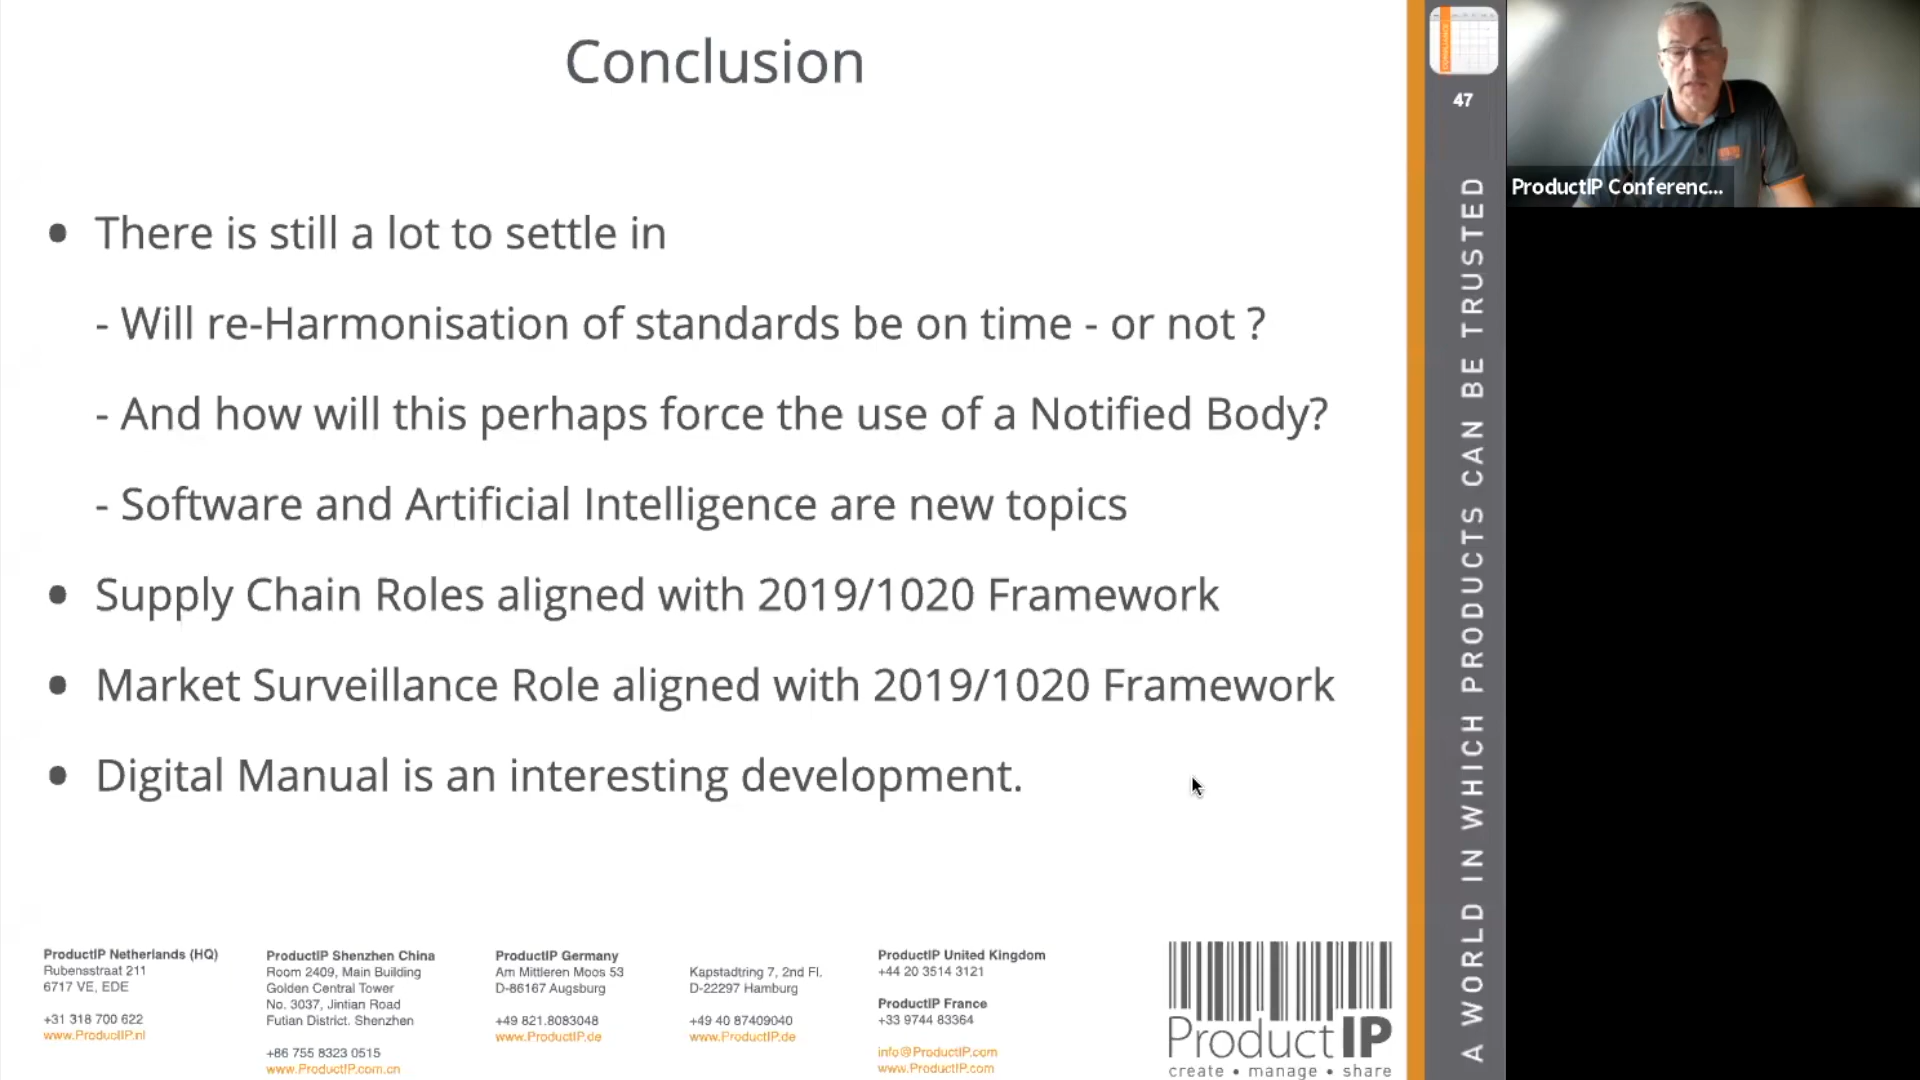 Conclusion
• There is still a lot to settle in
- Will re-Harmonisation of standards be on time - or not ?
- And how will this perhaps force the use of a Notified Body?
- Software and Artificial Intelligence are new topics
• Supply Chain Roles aligned with 2019/1020 Framework
• Market Surveillance Role aligned with 2019/1020 Framework
• Digital Manual is an interesting development.
ProductIP Netherlands (HQ)
Rubensstraat 211
6717 VE, EDE
+31 318 700 622
www.ProductIP.nl
ProductIP Shenzhen China
Room 2409, Main Building
Golden Central Tower
No. 3037, Jintian Road
Futian District. Shenzhen
+86 755 8323 0515
www.ProductIP.com.cn
ProductIP Germany
Am Mittleren Moos 53
D-86167 Augsburg
+49 821.8083048
www.ProductIP.de
Kapstadtring 7, 2nd Fl.
D-22297 Hamburg
+49 40 87409040
www.ProductIP.de
ProductIP United Kingdom
+44 20 3514 3121
ProductIP France
+33 9744 83364
info@ProductIP.com
www.ProductIP.com
ProductIP
create • manage • share
COMPLIANCE
47
A WORLD IN WHICH PRODUCTS CAN BE TRUSTED
ProductIP Conferenc...